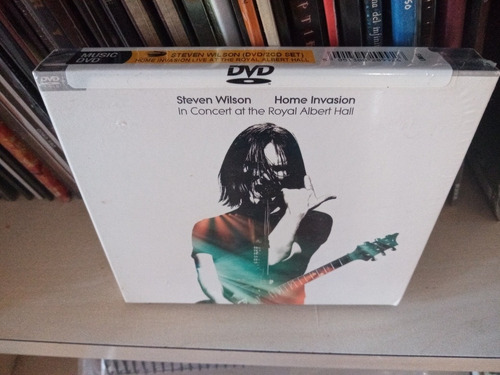 MUSIC
DVD
STEVEN WILSON (DVD/2CD SET)
HOME INVASION LIVE AT THE ROYAL ALBERT HALL
DVD
DVD
Steven Wilson Home Invasion
In Concert at the Royal Albert Hall